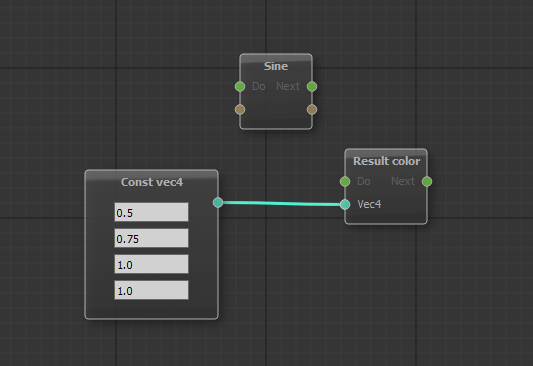 Sine
Do Next
Result color
Do Next
Vec4
Const vec4
0.5
0.75
1.0
1.0